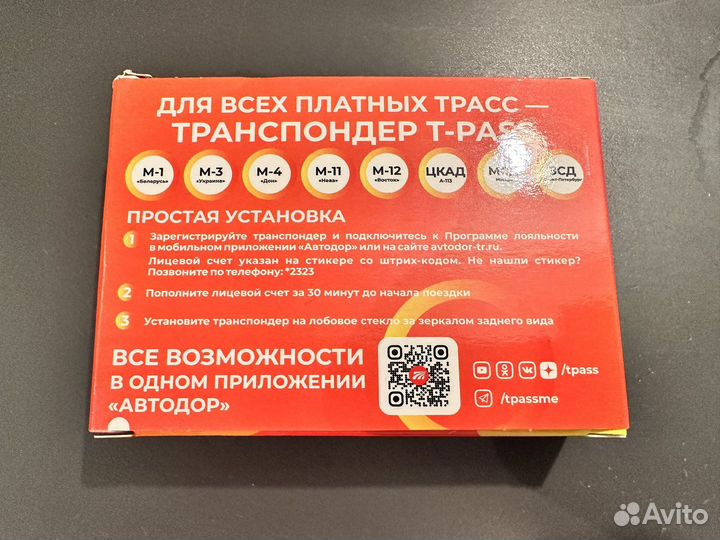 ДЛЯ ВСЕХ ПЛАТНЫХ ТРАСС —
ТРАНСПОНДЕР T-PASS
М-1 М-3 М-4 М-11 М-12 ЦКАД
«Беларусь» «Украина» «Дон» «Нева» «Восток» А-113
ПРОСТАЯ УСТАНОВКА
1 Зарегистрируйте транспондер и подключитесь к Программе лояльности
в мобильном приложении «Автодор» или на сайте avtodor-tr.ru.
Лицевой счет указан на стикере со штрих-кодом. Не нашли стикер?
Позвоните по телефону: *2323
2 Пополните лицевой счет за 30 минут до начала поездки
3 Установите транспондер на лобовое стекло за зеркалом заднего вида
ВСЕ ВОЗМОЖНОСТИ
В ОДНОМ ПРИЛОЖЕНИИ
«АВТОДОР»
/tpass
/tpassme
Avito